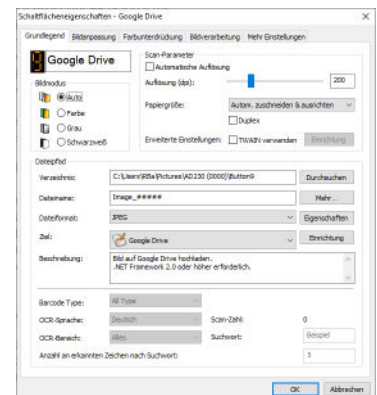 Schaltflächeneigenschaften - Google Drive
Grundlegend Bildanpassung Farbunterdrückung Bildverarbeitung Mehr Einstellungen
Google Drive
Scan-Parameter
Automatische Auflösung
Auflösung (dpi): 200
Bildmodus
Auto
Farbe
Grau
Schwarzweiß
Papiergröße: Autom. zuschneiden & ausrichten
Duplex
Erweiterte Einstellungen: TWAIN verwenden Einrichtung
Dateipfad
Verzeichnis: C:\Users\RBa\Pictures\AD230 (0000)\Button9 Durchsuchen
Dateiname: Image_##### Mehr...
Dateiformat: JPEG Eigenschaften
Ziel: Google Drive Einrichtung
Beschreibung: Bild auf Google Drive hochladen.
.NET Framework 2.0 oder höher erforderlich.
Barcode Type: All Type
OCR-Sprache: Deutsch Scan-Zahl: 0
OCR-Bereich: Alles Suchwort: Beispiel
Anzahl an erkannten Zeichen nach Suchwort: 5
OK Abbrechen